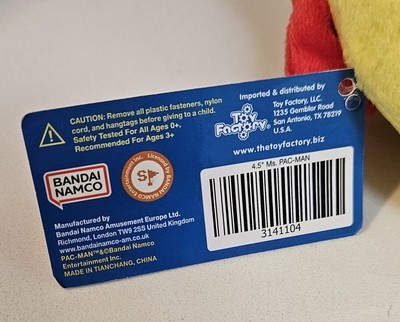 CAUTION: Remove all plastic fasteners, nylon
cord, and hangtags before giving to a child.
Safety Tested For All Ages 0+.
Recommended For Ages 3+
BANDAI
NAMCO
Licensed by BANDAI NAMCO
Manufactured by
Bandai Namco Amusement Europe Ltd.
Richmond, London TW9 2SS United Kingdom
www.bandainamco-am.co.uk
PAC-MAN™&©Bandai Namco
Entertainment Inc.
MADE IN TIANCHANG, CHINA
Imported & distributed by
Toy
Factory
Toy Factory, LLC.
1235 Gembler Road
San Antonio, TX 78219
U.S.A.
www.thetoyfactory.biz
4.5" Ms. PAC-MAN
3141104